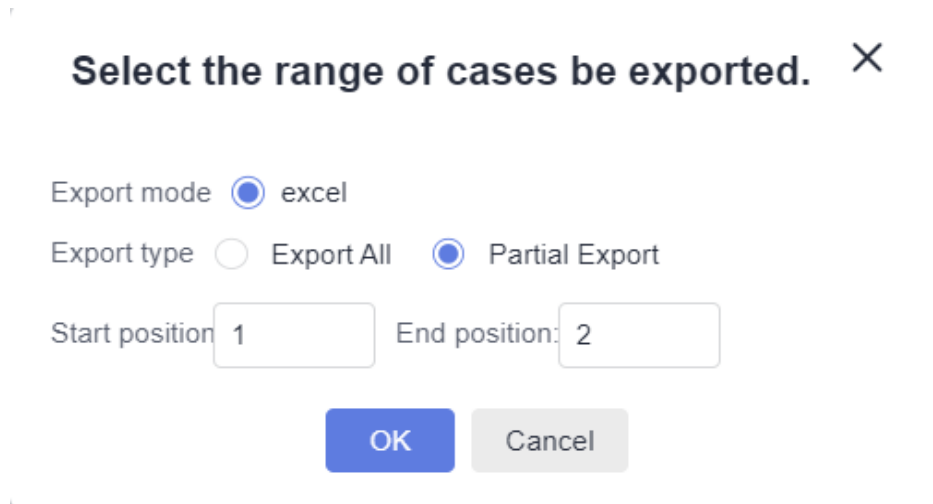 Select the range of cases be exported.
Export mode excel
Export type Export All Partial Export
Start position 1 End position: 2
OK Cancel